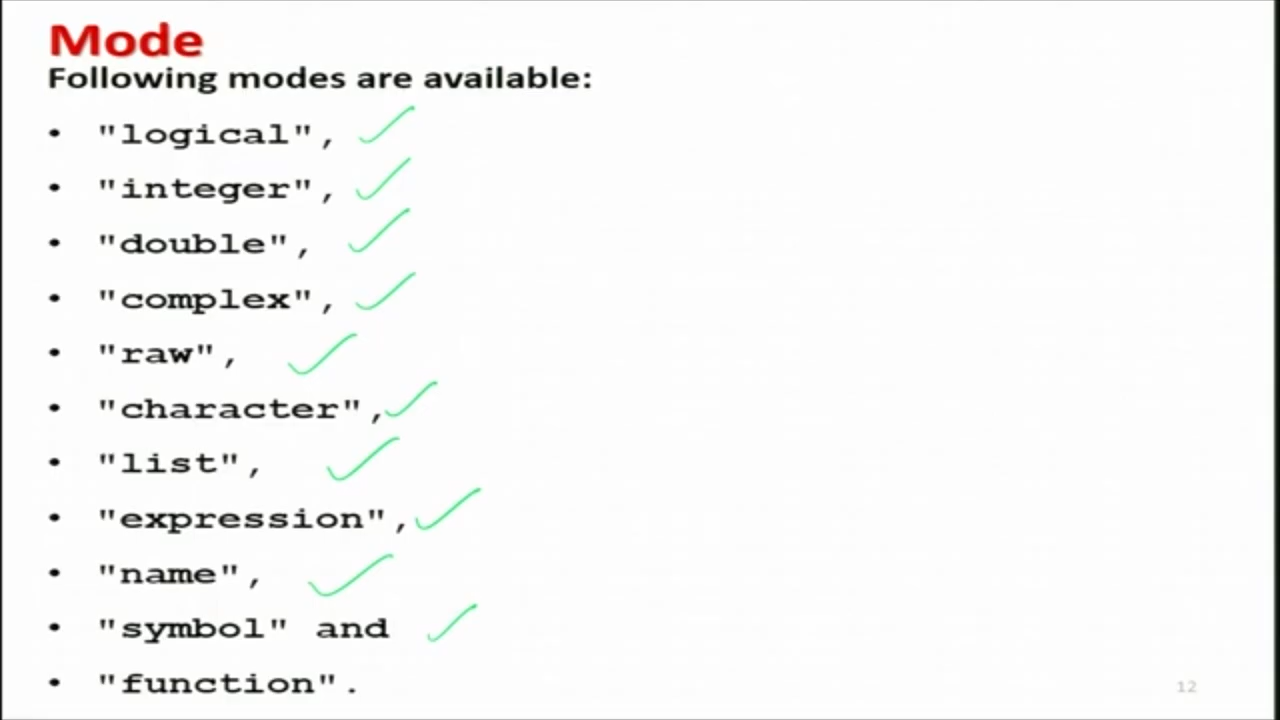 Mode
Following modes are available:
• "logical",
• "integer",
• "double",
• "complex",
• "raw",
• "character",
• "list",
• "expression",
• "name",
• "symbol" and
• "function".
12